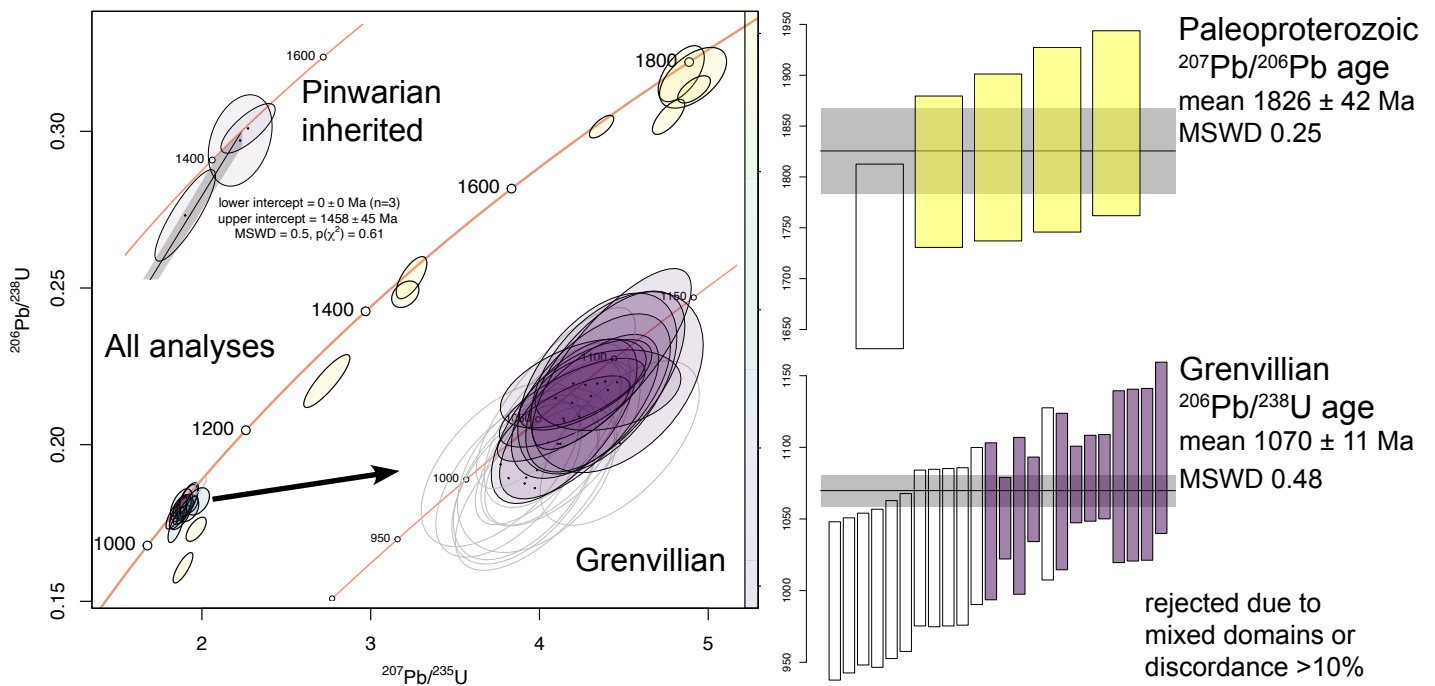 Pinwarian
inherited
1600
1400
lower intercept = 0 ± 0 Ma (n=3)
upper intercept = 1458 ± 45 Ma
MSWD = 0.5, p(χ²) = 0.61
All analyses
1800
1600
1400
1200
1000
1150
1100
1000
950
Grenvillian
0.30
0.25
0.20
0.15
²⁰⁶Pb/²³⁸U
2
3
4
5
²⁰⁷Pb/²³⁵U
1950
1900
1850
1800
1750
1700
1650
Paleoproterozoic
²⁰⁷Pb/²⁰⁶Pb age
mean 1826 ± 42 Ma
MSWD 0.25
1150
1100
1050
1000
950
Grenvillian
²⁰⁶Pb/²³⁸U age
mean 1070 ± 11 Ma
MSWD 0.48
rejected due to
mixed domains or
discordance >10%